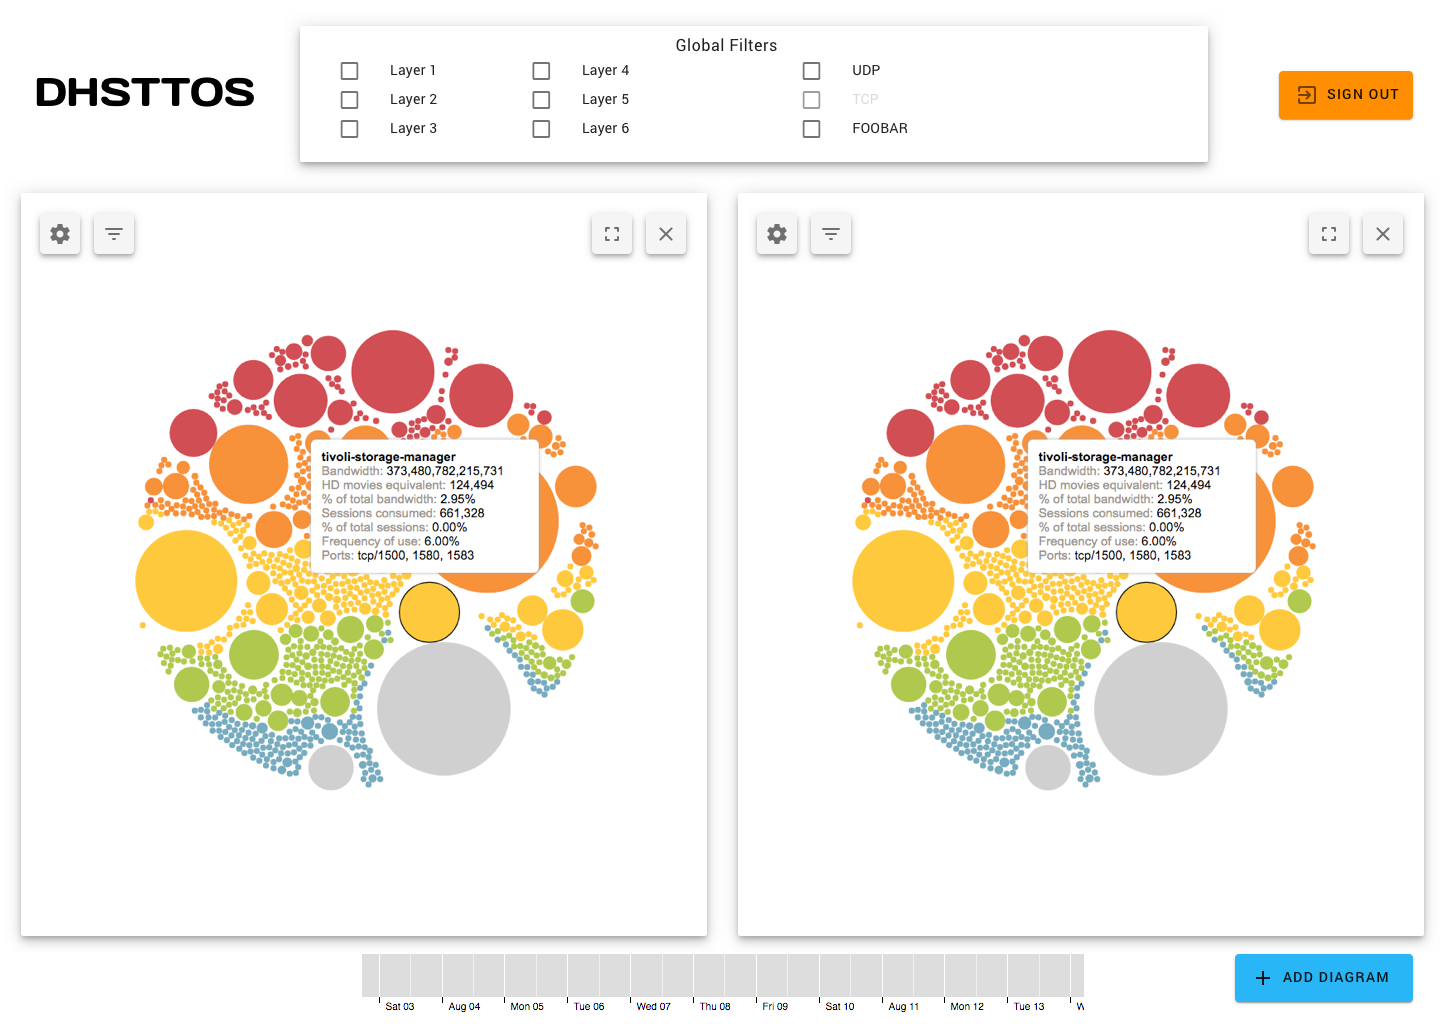 DHSTTOS
Global Filters
Layer 1
Layer 2
Layer 3
Layer 4
Layer 5
Layer 6
UDP
TCP
FOOBAR
SIGN OUT
tivoli-storage-manager
Bandwidth: 373,480,782,215,731
HD movies equivalent: 124,494
% of total bandwidth: 2.95%
Sessions consumed: 661,328
% of total sessions: 0.00%
Frequency of use: 6.00%
Ports: tcp/1500, 1580, 1583
tivoli-storage-manager
Bandwidth: 373,480,782,215,731
HD movies equivalent: 124,494
% of total bandwidth: 2.95%
Sessions consumed: 661,328
% of total sessions: 0.00%
Frequency of use: 6.00%
Ports: tcp/1500, 1580, 1583
Sat 03 Aug 04 Mon 05 Tue 06 Wed 07 Thu 08 Fri 09 Sat 10 Aug 11 Mon 12 Tue 13
ADD DIAGRAM